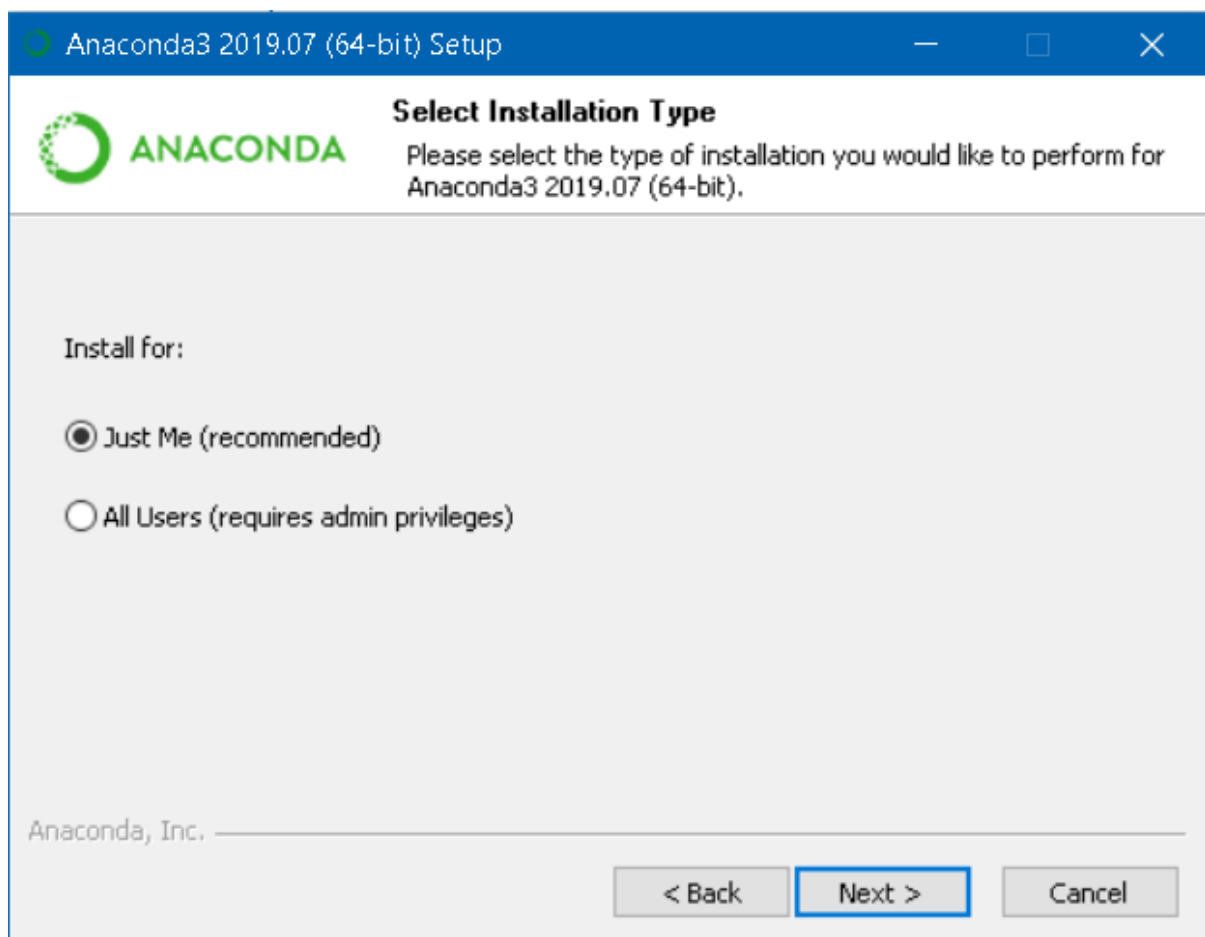 Anaconda3 2019.07 (64-bit) Setup
ANACONDA
Select Installation Type
Please select the type of installation you would like to perform for
Anaconda3 2019.07 (64-bit).
Install for:
Just Me (recommended)
All Users (requires admin privileges)
Anaconda, Inc.
< Back
Next >
Cancel